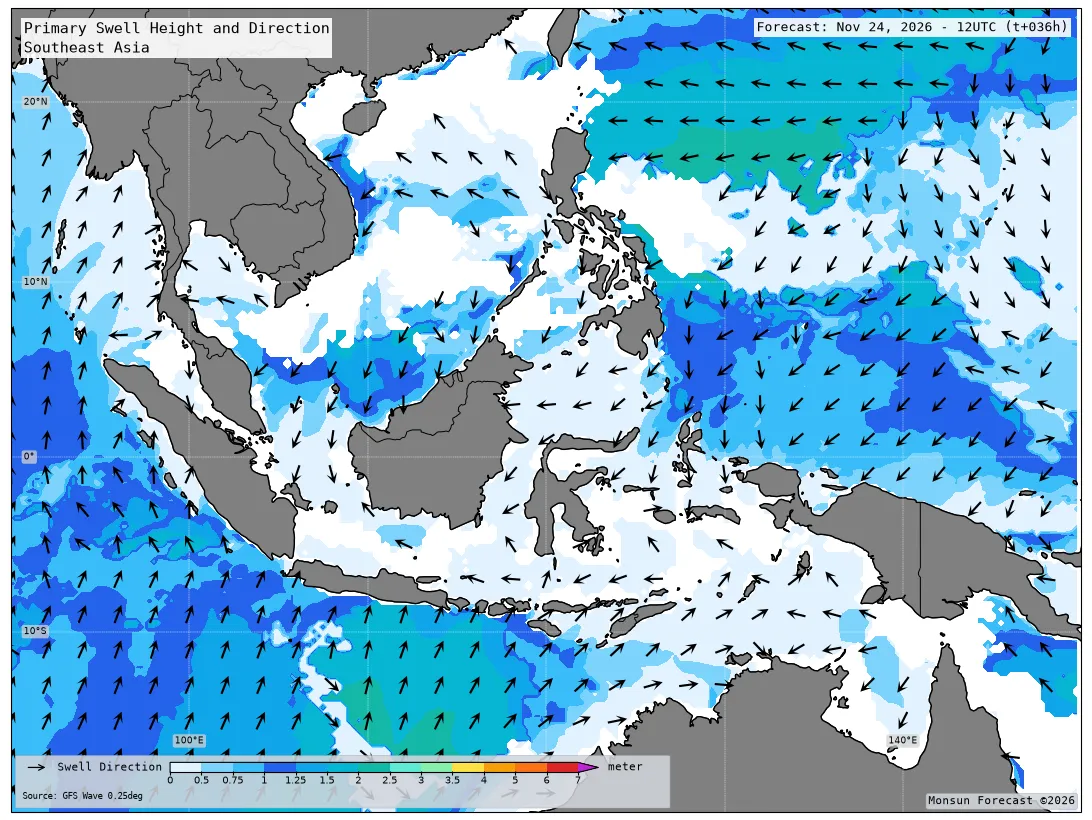 Primary Swell Height and Direction
Southeast Asia
Forecast: Nov 24, 2026 - 12UTC (t+036h)
20°N
10°N
0°
10°S
100°E
140°E
Swell Direction
meter
0 0.5 0.75 1 1.25 1.5 2 2.5 3 3.5 4 5 6 7
Source: GFS Wave 0.25deg
Monsun Forecast ©2026